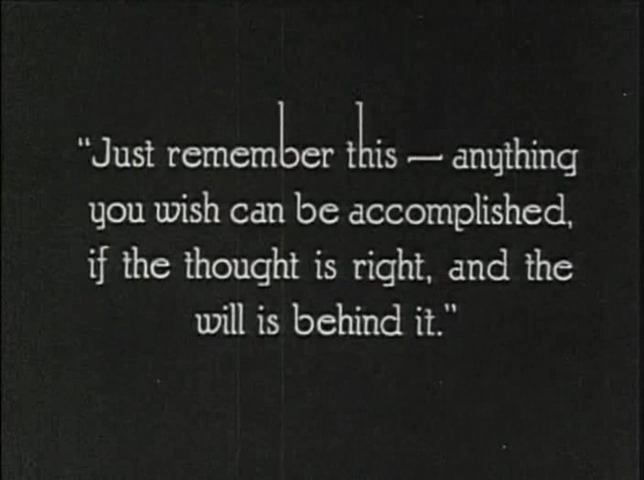 "Just remember this — anything
you wish can be accomplished,
if the thought is right, and the
will is behind it."